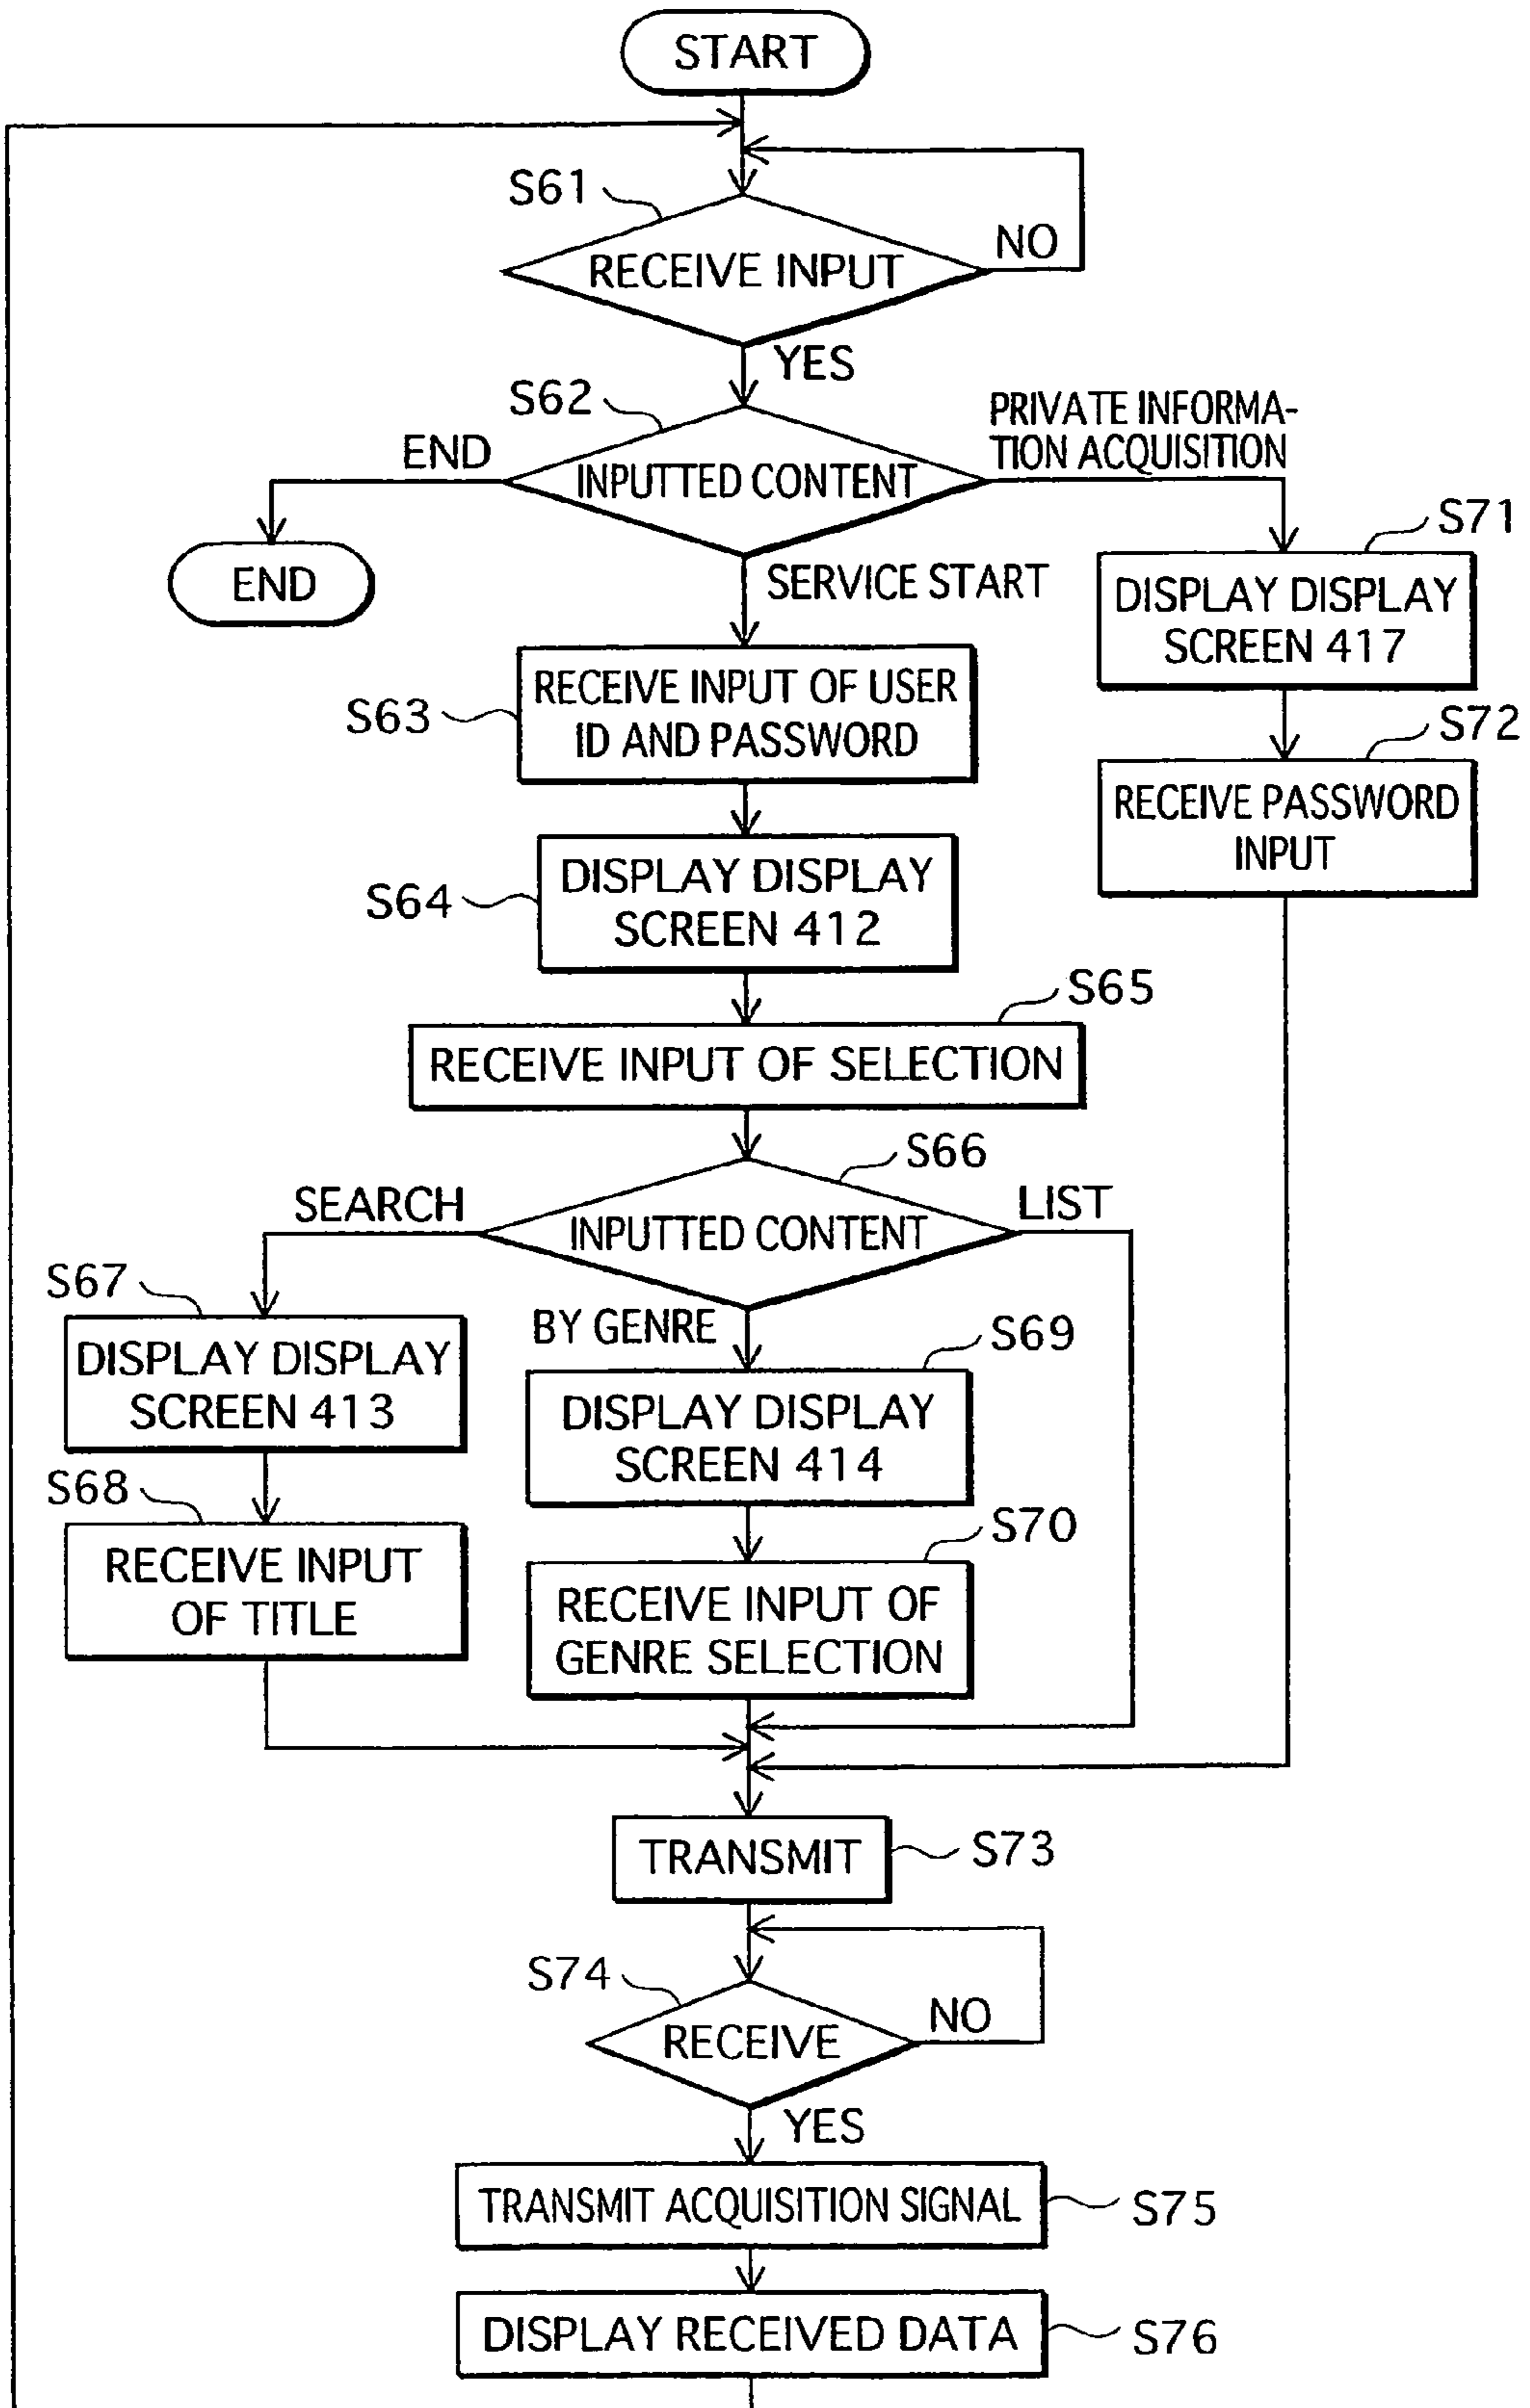 START
S61
RECEIVE INPUT
NO
YES
S62
END
INPUTTED CONTENT
PRIVATE INFORMA-
TION ACQUISITION
END
SERVICE START
S71
DISPLAY DISPLAY
SCREEN 417
S63
RECEIVE INPUT OF USER
ID AND PASSWORD
S72
RECEIVE PASSWORD
INPUT
S64
DISPLAY DISPLAY
SCREEN 412
S65
RECEIVE INPUT OF SELECTION
S66
SEARCH
INPUTTED CONTENT
LIST
S67
DISPLAY DISPLAY
SCREEN 413
BY GENRE
S69
DISPLAY DISPLAY
SCREEN 414
S68
RECEIVE INPUT
OF TITLE
S70
RECEIVE INPUT OF
GENRE SELECTION
TRANSMIT
S73
S74
RECEIVE
NO
YES
TRANSMIT ACQUISITION SIGNAL
S75
DISPLAY RECEIVED DATA
S76